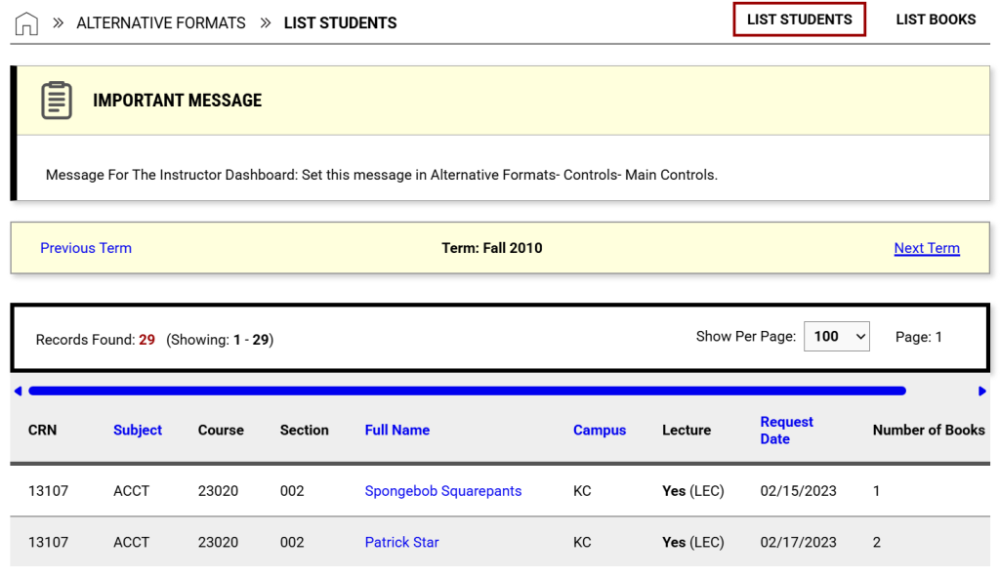 » ALTERNATIVE FORMATS » LIST STUDENTS LIST STUDENTS LIST BOOKS
IMPORTANT MESSAGE
Message For The Instructor Dashboard: Set this message in Alternative Formats- Controls- Main Controls.
Previous Term Term: Fall 2010 Next Term
Records Found: 29 (Showing: 1 - 29) Show Per Page: 100 Page: 1
CRN Subject Course Section Full Name Campus Lecture Request Date Number of Books
13107 ACCT 23020 002 Spongebob Squarepants KC Yes (LEC) 02/15/2023 1
13107 ACCT 23020 002 Patrick Star KC Yes (LEC) 02/17/2023 2